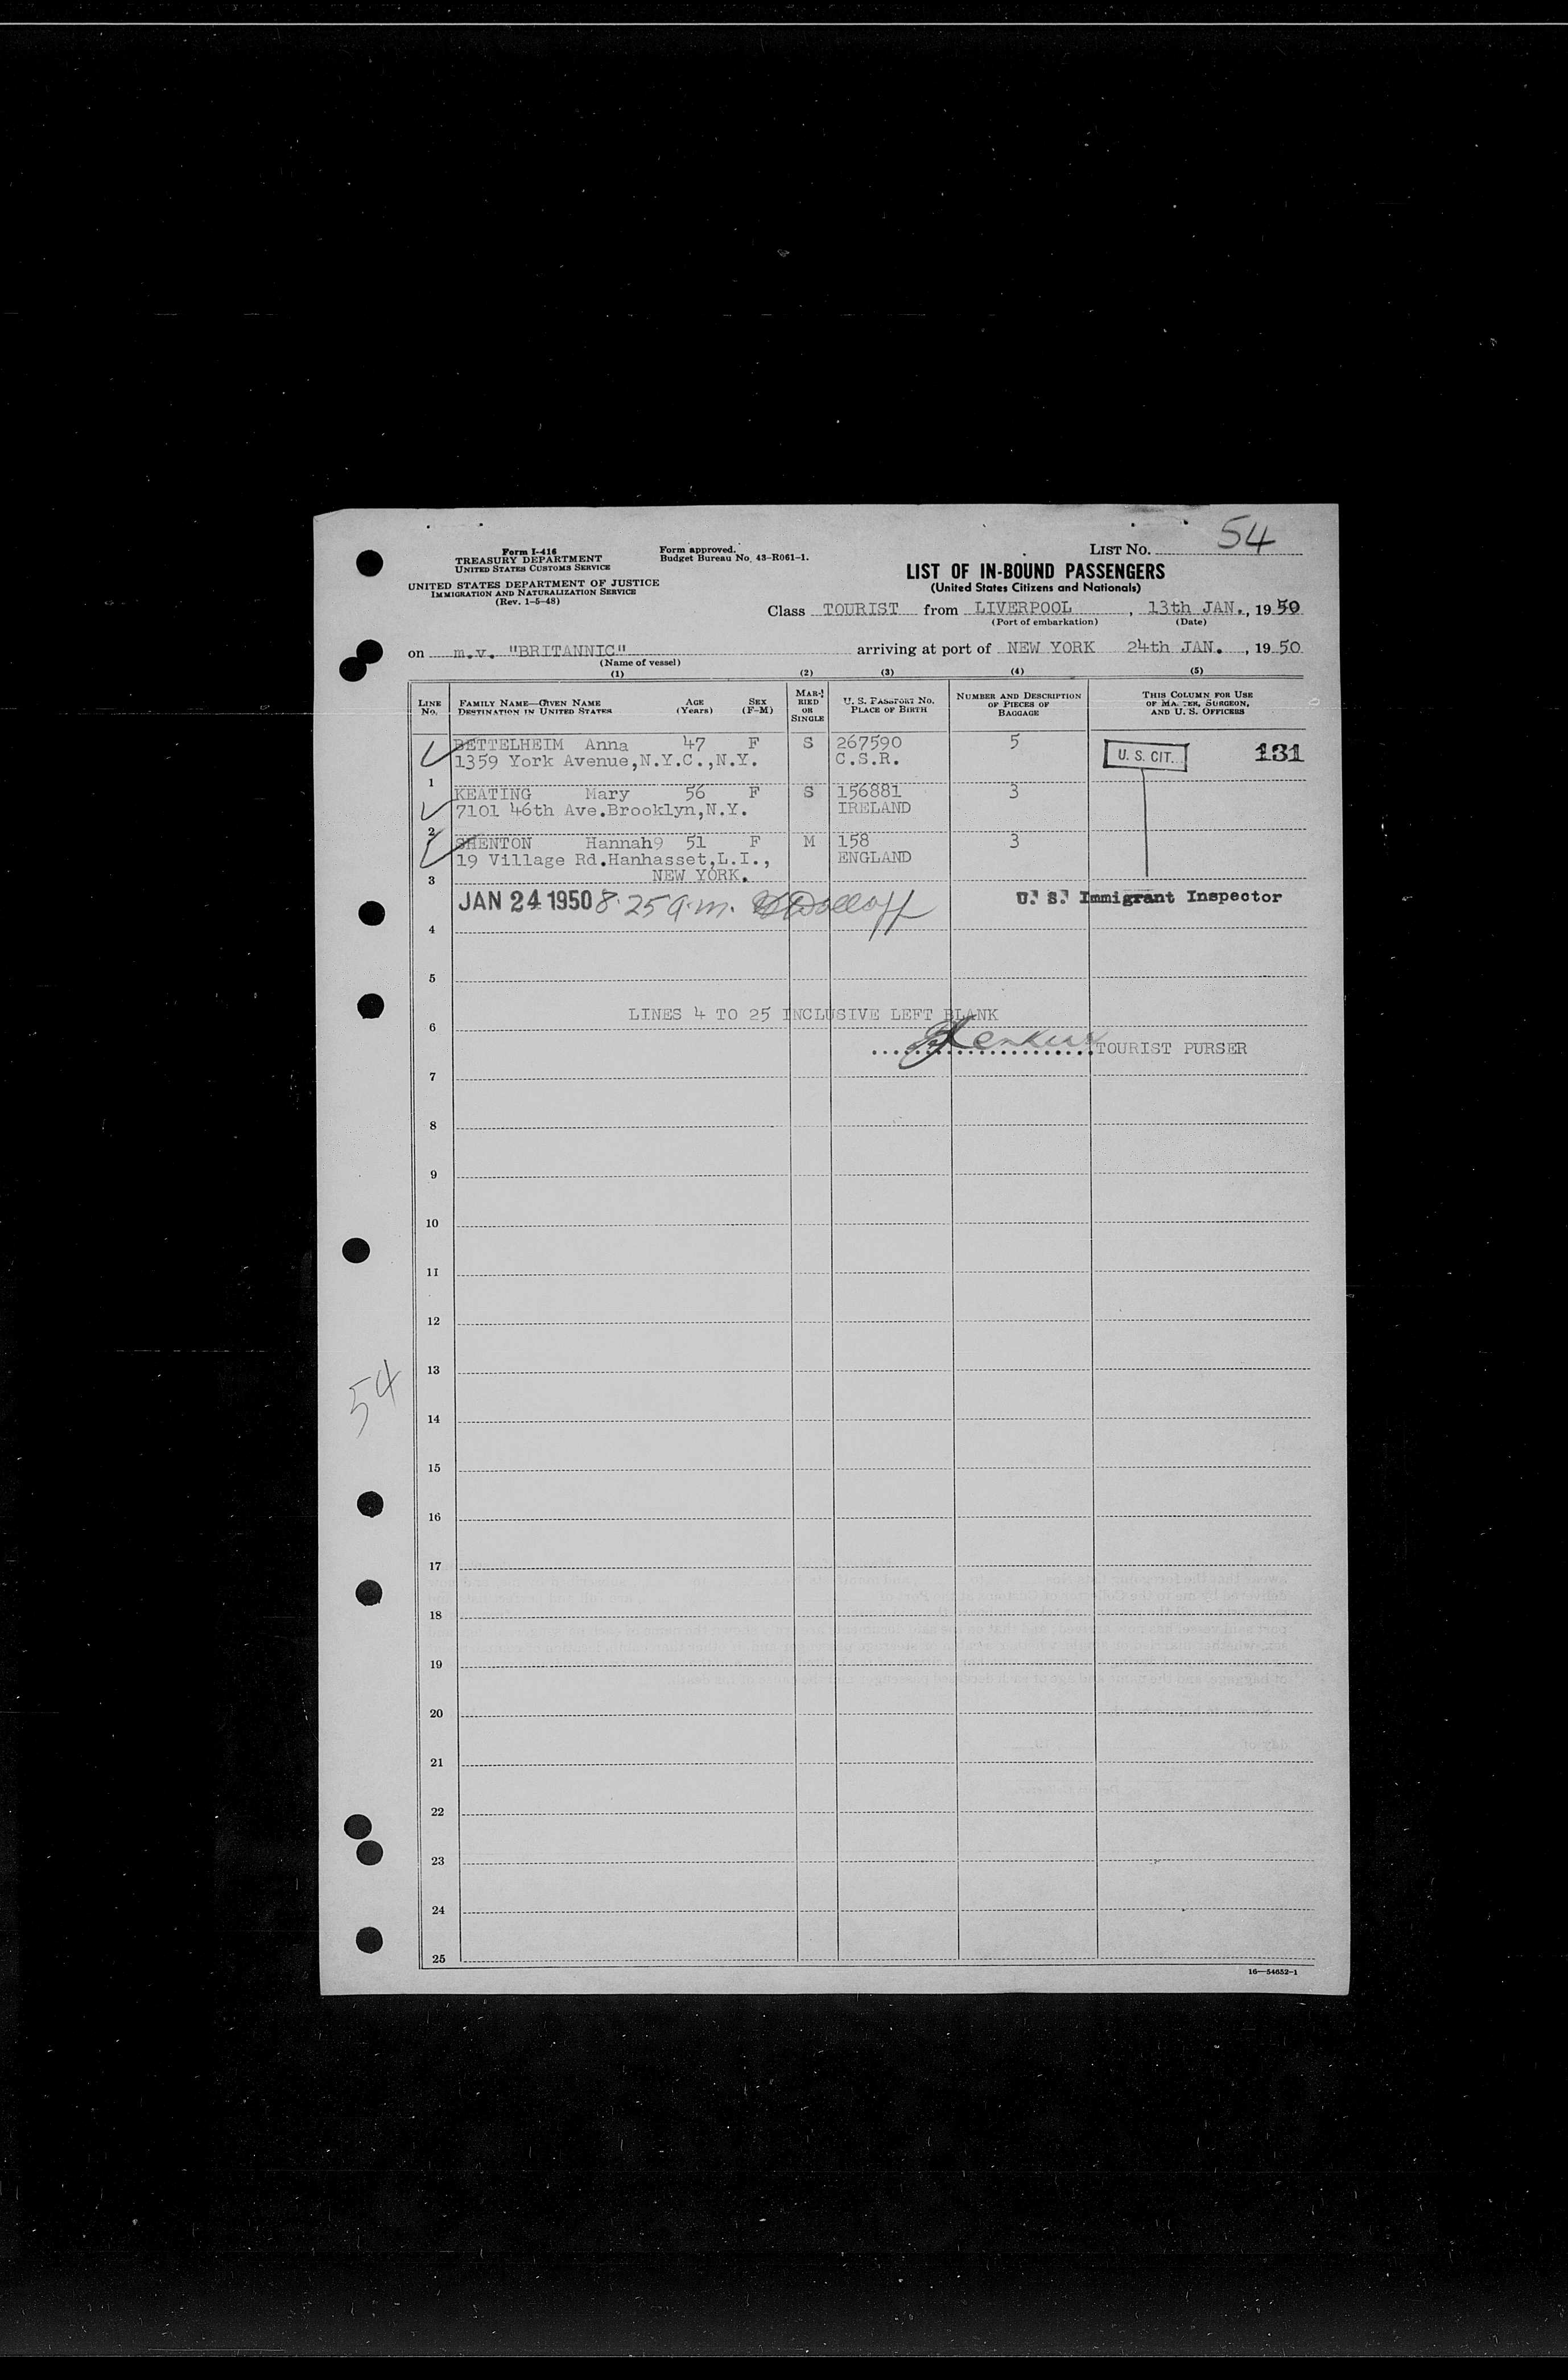 54
Form I-416
TREASURY DEPARTMENT
UNITED STATES CUSTOMS SERVICE
Form approved.
Budget Bureau No. 43-R061-1.
LIST No.
UNITED STATES DEPARTMENT OF JUSTICE
IMMIGRATION AND NATURALIZATION SERVICE
(Rev. 1-5-48)
LIST OF IN-BOUND PASSENGERS
(United States Citizens and Nationals)
Class TOURIST from LIVERPOOL , 13th JAN., 1950
(Port of embarkation) (Date)
on m.v. "BRITANNIC" arriving at port of NEW YORK 24th JAN. , 1950
(Name of vessel)
(1) (2) (3) (4) (5)
LINE No.
FAMILY NAME—GIVEN NAME DESTINATION IN UNITED STATES
AGE (Years)
SEX (F-M)
MARRIED OR SINGLE
U. S. PASSPORT No. PLACE OF BIRTH
NUMBER AND DESCRIPTION OF PIECES OF BAGGAGE
THIS COLUMN FOR USE OF MASTER, SURGEON, AND U. S. OFFICERS
BETTELHEIM Anna 47 F S 267590 5
1359 York Avenue,N.Y.C.,N.Y. C.S.R. U. S. CIT. 131
1
KEATING Mary 56 F S 156881 3
7101 46th Ave.Brooklyn,N.Y. IRELAND
2
SHENTON Hannah9 51 F M 158 3
19 Village Rd.Hanhasset,L.I., ENGLAND
3 NEW YORK.
JAN 24 1950 8.25 a.m. U. S. Immigrant Inspector
4
5
LINES 4 TO 25 INCLUSIVE LEFT BLANK
6
TOURIST PURSER
7
8
9
10
11
12
13
54
14
15
16
17
18
19
20
21
22
23
24
25
16—54652-1